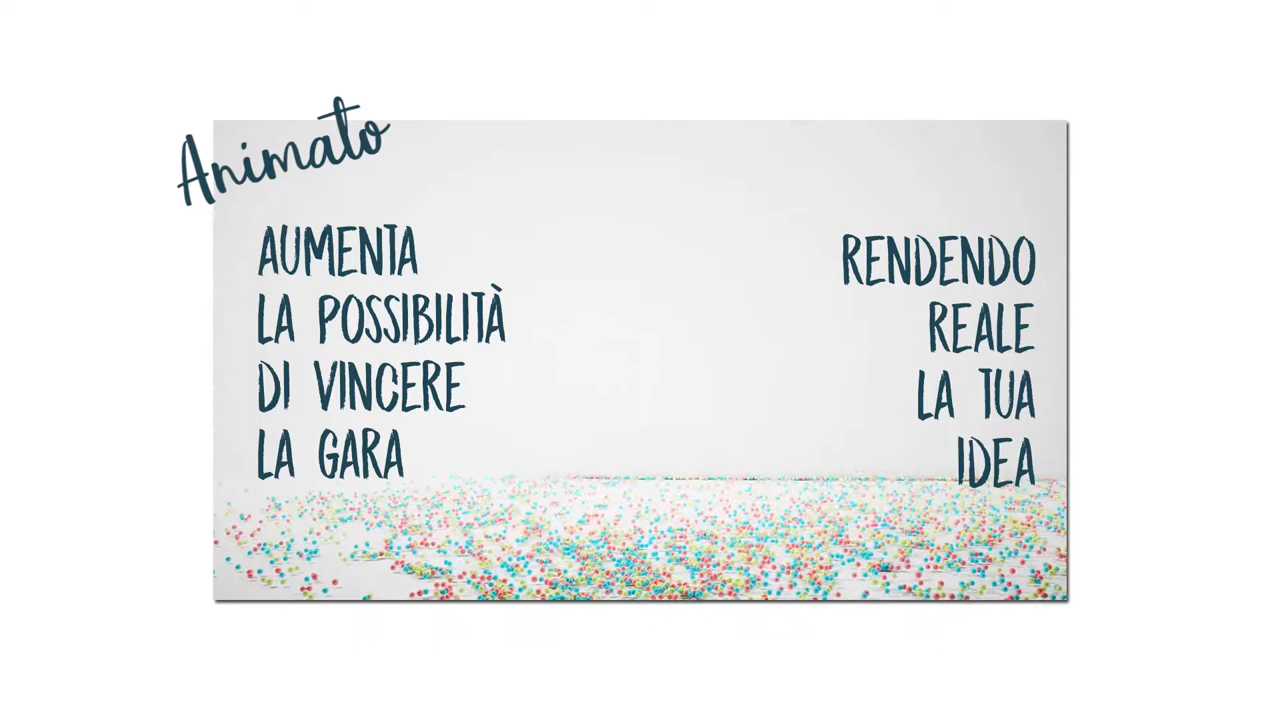 Animato
AUMENTA
LA POSSIBILITÀ
DI VINCERE
LA GARA
RENDENDO
REALE
LA TUA
IDEA